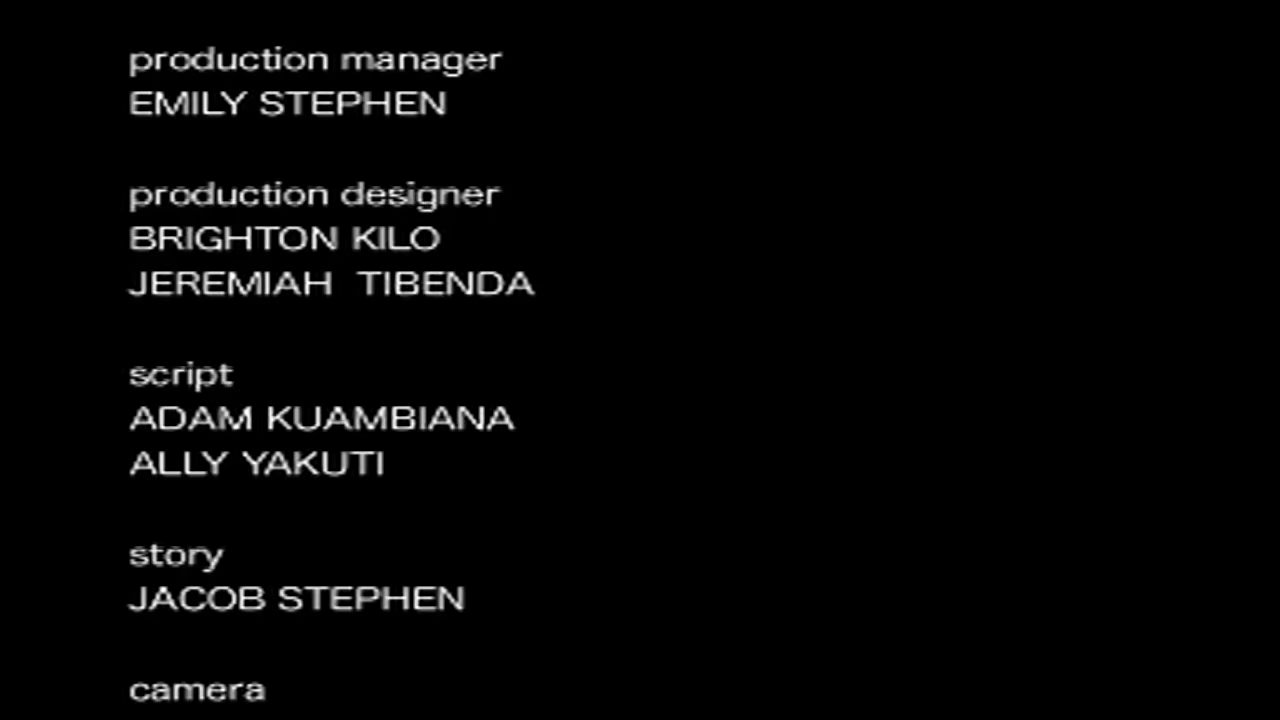 production manager
EMILY STEPHEN
production designer
BRIGHTON KILO
JEREMIAH  TIBENDA
script
ADAM KUAMBIANA
ALLY YAKUTI
story
JACOB STEPHEN
camera